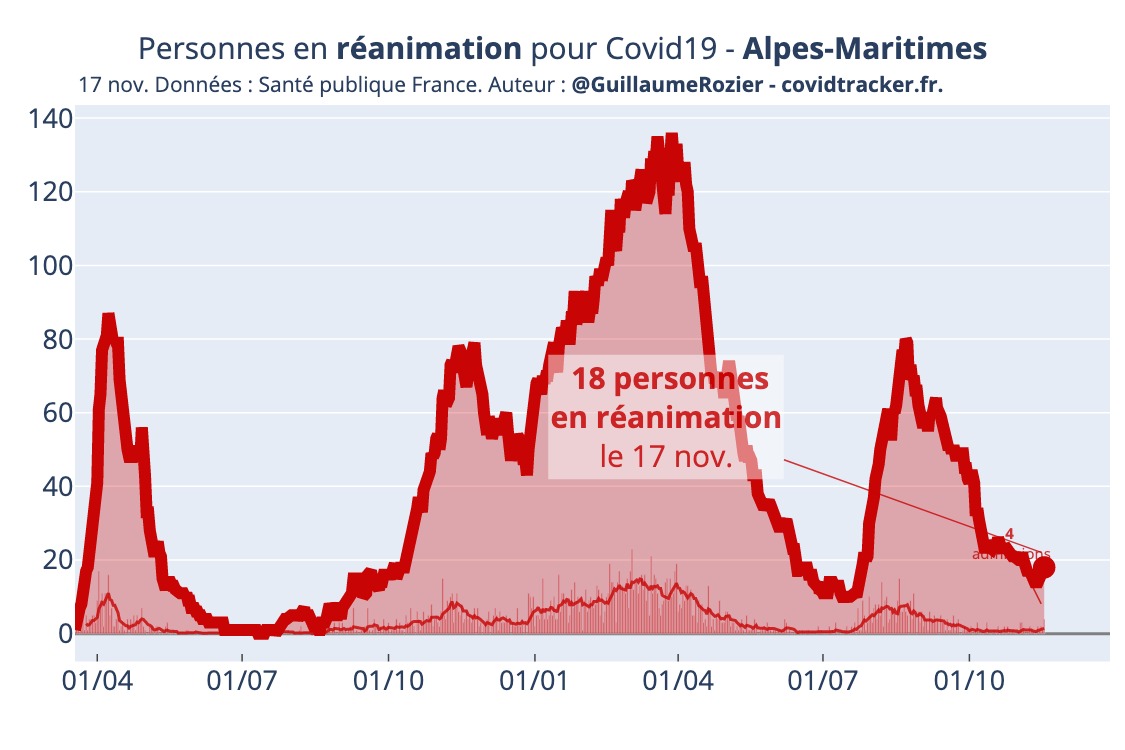 Personnes en réanimation pour Covid19 - Alpes-Maritimes
17 nov. Données : Santé publique France. Auteur : @GuillaumeRozier - covidtracker.fr.
140
120
100
80
60
40
20
0
18 personnes
en réanimation
le 17 nov.
4
admissions
01/04
01/07
01/10
01/01
01/04
01/07
01/10